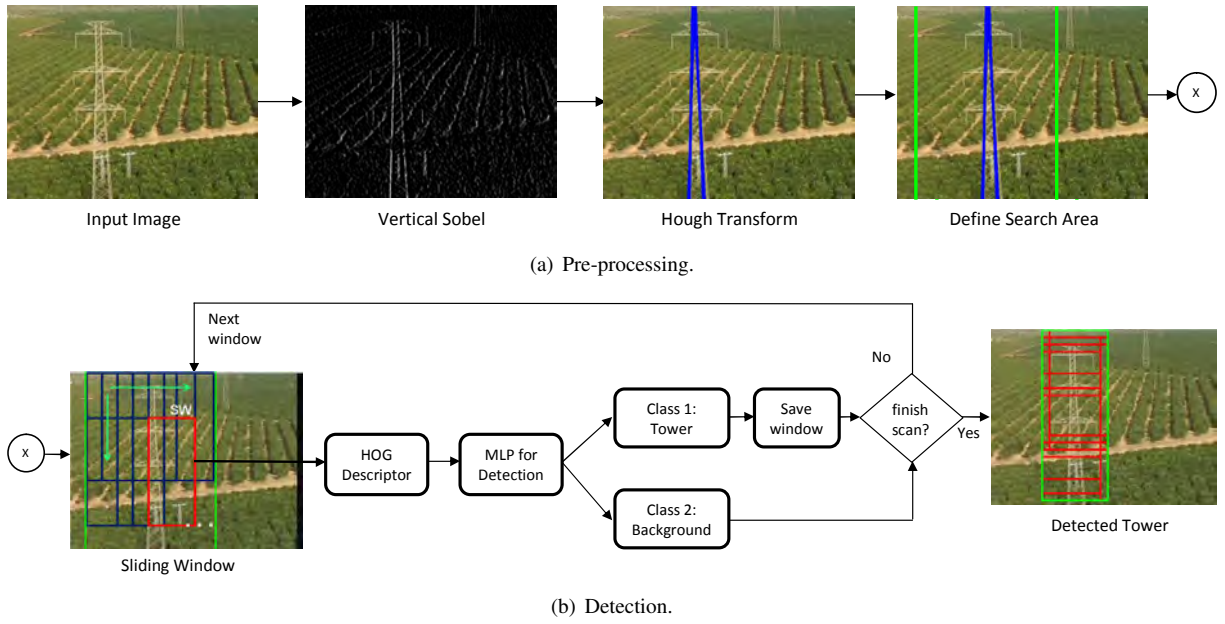 Input Image
Vertical Sobel
Hough Transform
Define Search Area
X
(a) Pre-processing.
Next
window
No
SW
Class 1:
Tower
Save
window
finish
scan?
Yes
X
HOG
Descriptor
MLP for
Detection
Class 2:
Background
Sliding Window
Detected Tower
(b) Detection.